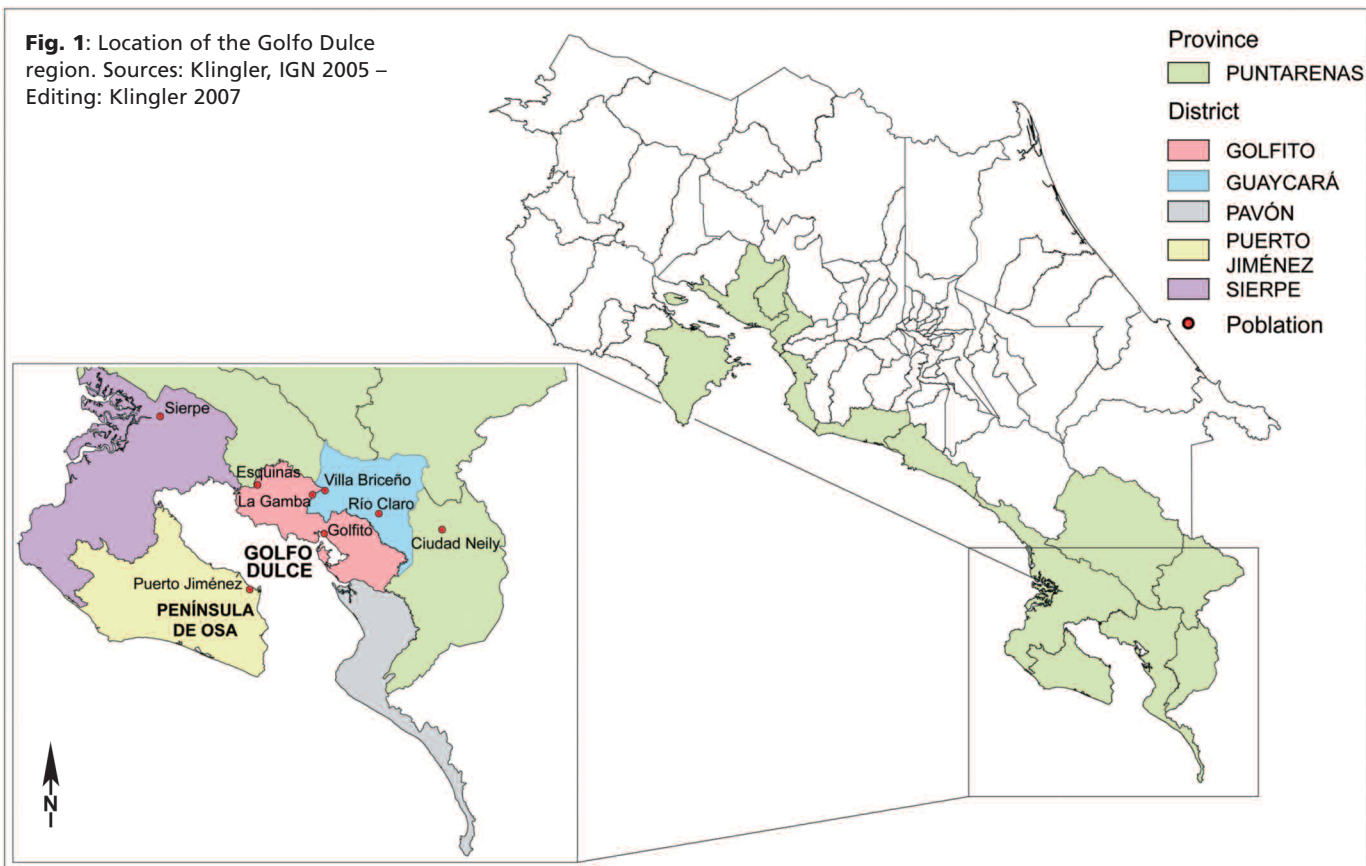 Fig. 1: Location of the Golfo Dulce
region. Sources: Klingler, IGN 2005 –
Editing: Klingler 2007
Province
PUNTARENAS
District
GOLFITO
GUAYCARÁ
PAVÓN
PUERTO
JIMÉNEZ
SIERPE
Poblation
Sierpe
Esquinas
Villa Briceño
La Gamba
Río Claro
Golfito
Ciudad Neily
GOLFO
DULCE
Puerto Jiménez
PENÍNSULA
DE OSA
N